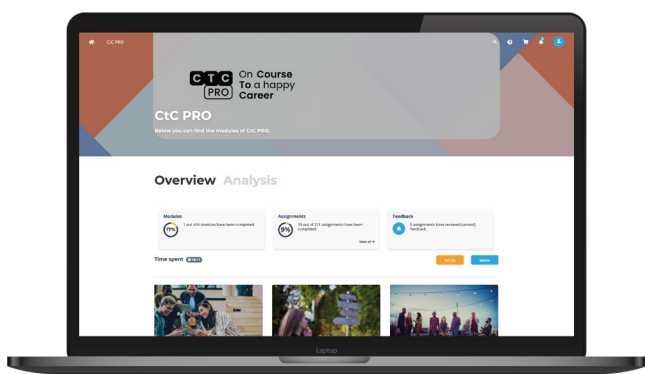 CtC PRO
CTC
PRO
On Course
To a happy
Career
CtC PRO
Below you can find the modules of CtC PRO.
Overview Analysis
Modules
17%
1 out of 6 modules have been completed
Assignments
9%
19 out of 211 assignments have been
completed.
View all
Feedback
0 assignments have received (unread)
feedback.
Time spent
Laptop